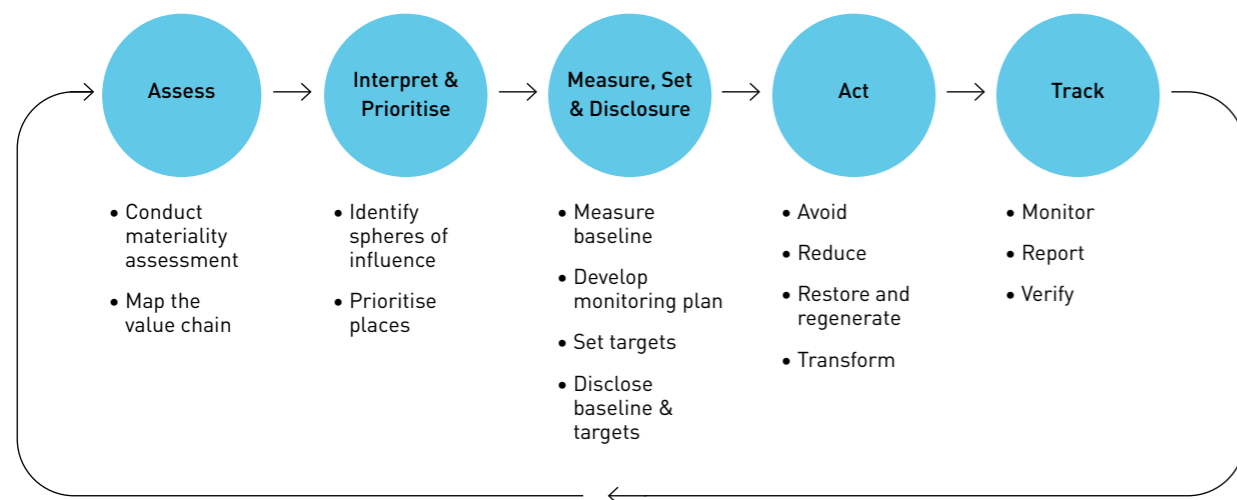 Assess
Interpret &
Prioritise
Measure, Set
& Disclosure
Act
Track
• Conduct
materiality
assessment
• Map the
value chain
• Identify
spheres of
influence
• Prioritise
places
• Measure
baseline
• Develop
monitoring plan
• Set targets
• Disclose
baseline &
targets
• Avoid
• Reduce
• Restore and
regenerate
• Transform
• Monitor
• Report
• Verify